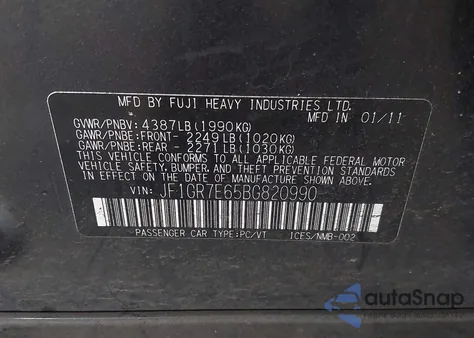 MFD BY FUJI HEAVY INDUSTRIES LTD.
GVWR/PNBV: 4387LB(1990KG) 01/11
GAWR/PNBE:FRONT- 2249LB(1020KG)
GAWR/PNBE:REAR - 2271LB(1030KG)
THIS VEHICLE CONFORMS TO ALL APPLICABLE FEDERAL MOTOR
VEHICLE SAFETY, BUMPER, AND THEFT PREVENTION STANDARDS
IN EFFECT ON THE DATE OF MANUFACTURE SHOWN ABOVE.
VIN: JF1GR7E65BG820990
PASSENGER CAR TYPE:PC/VT ICES/NMB-002
autoSnap